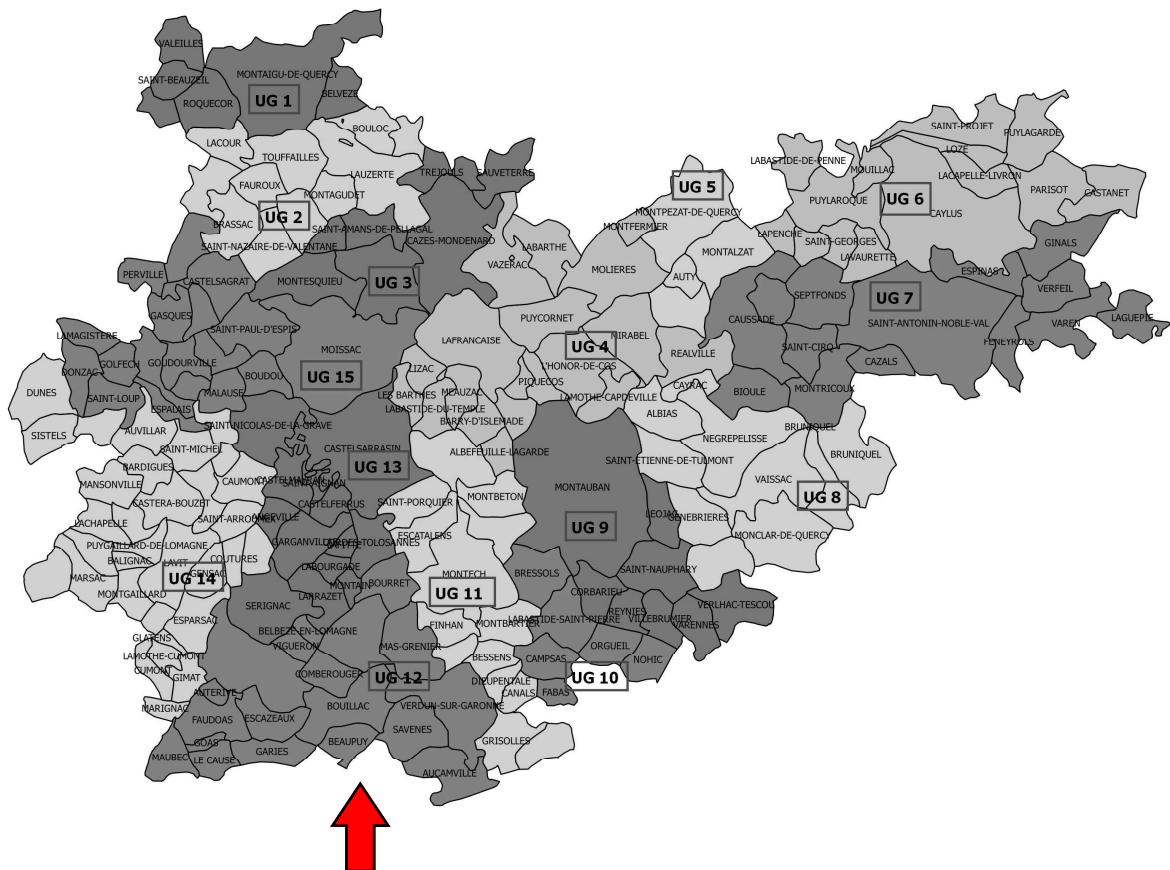 VALEILLES
SAINT-BEAUZEIL
MONTAIGU-DE-QUERCY
ROQUECOR
UG 1
BELVEZE
BOULOC
LACOUR
TOUFFAILLES
LAUZERTE
FAUROUX
MONTAGUDET
UG 2
BRASSAC
TREJOULS
SAUVETERRE
SAINT-AMANS-DE-PELLAGAL
CAZES-MONDENARD
SAINT-NAZAIRE-DE-VALENTANE
PERVILLE
CASTELSAGRAT
MONTESQUIEU
UG 3
UG 5
MONTPEZAT-DE-QUERCY
MONTFERMIER
LABARTHE
VAZERAC
MOLIERES
MONTALZAT
AUTY
SAINT-PROJET
PUYLAGARDE
LOZE
LABASTIDE-DE-PENNE
MOUILLAC
LACAPELLE-LIVRON
PARISOT
CASTANET
PUYLAROQUE
UG 6
CAYLUS
LAPENCHE
SAINT-GEORGES
LAVAURETTE
GINALS
ESPINAS
VERFEIL
SEPTFONDS
UG 7
SAINT-ANTONIN-NOBLE-VAL
VAREN
LAGUEPIE
FENEYROLS
CAUSSADE
SAINT-CIRQ
CAZALS
BIOULE
MONTRICOUX
GASQUES
LAMAGISTERE
SAINT-PAUL-D'ESPIS
GOLFECH
DONZAC
GOUDOURVILLE
MOISSAC
BOUDOU
UG 15
SAINT-LOUP
MALAUSE
ESPALAIS
DUNES
SISTELS
PUYCORNET
LAFRANCAISE
MIRABEL
UG 4
REALVILLE
L'HONOR-DE-COS
LIZAC
PIQUECOS
CAYRAC
LES BARTHES
MEAUZAC
LAMOTHE-CAPDEVILLE
LABASTIDE-DU-TEMPLE
BARRY-D'ISLEMADE
ALBIAS
BRUNIQUEL
NEGREPELISSE
BRUNIQUEL
SAINT-ETIENNE-DE-TULMONT
VAISSAC
UG 8
GENEBRIERES
MONCLAR-DE-QUERCY
LEOJAC
AUVILLAR
SAINT-NICOLAS-DE-LA-GRAVE
SAINT-MICHEL
BARDIGUES
CASTELSARRASIN
UG 13
ALBEFEUILLE-LAGARDE
MONTAUBAN
UG 9
MANSONVILLE
CAUMONT
CASTERA-BOUZET
CASTELFERRUS
SAINT-PORQUIER
MONTBETON
LACHAPELLE
SAINT-ARROUMEX
ESCATALENS
PUYGAILLARD-DE-LOMAGNE
BALIGNAC
LAVIT
COUTURES
GENSAC
UG 14
MARSAC
MONTGAILLARD
LABOURGADE
MONTAIN
BOURRET
LARRAZET
SERIGNAC
MONTECH
UG 11
BRESSOLS
SAINT-NAUPHARY
CORBARIEU
REYNIES
VILLEBRUMIER
VERLHAC-TESCOU
VARENNES
ESPARSAC
FINHAN
MONTBARTIER
LABASTIDE-SAINT-PIERRE
BELBEZE-EN-LOMAGNE
VIGUERON
MAS-GRENIER
BESSENS
CAMPSAS
ORGUEIL
NOHIC
GLATENS
LAMOTHE-CUMONT
CUMONT
GIMAT
COMBEROUGER
UG 12
DIEUPENTALE
UG 10
CANALS
FABAS
AUTERIVE
MARIGNAC
BOUILLAC
VERDUN-SUR-GARONNE
FAUDOAS
ESCAZEAUX
SAVENES
GOAS
BEAUPUY
GRISOLLES
MAUBEC
LE CAUSE
GARIES
AUCAMVILLE